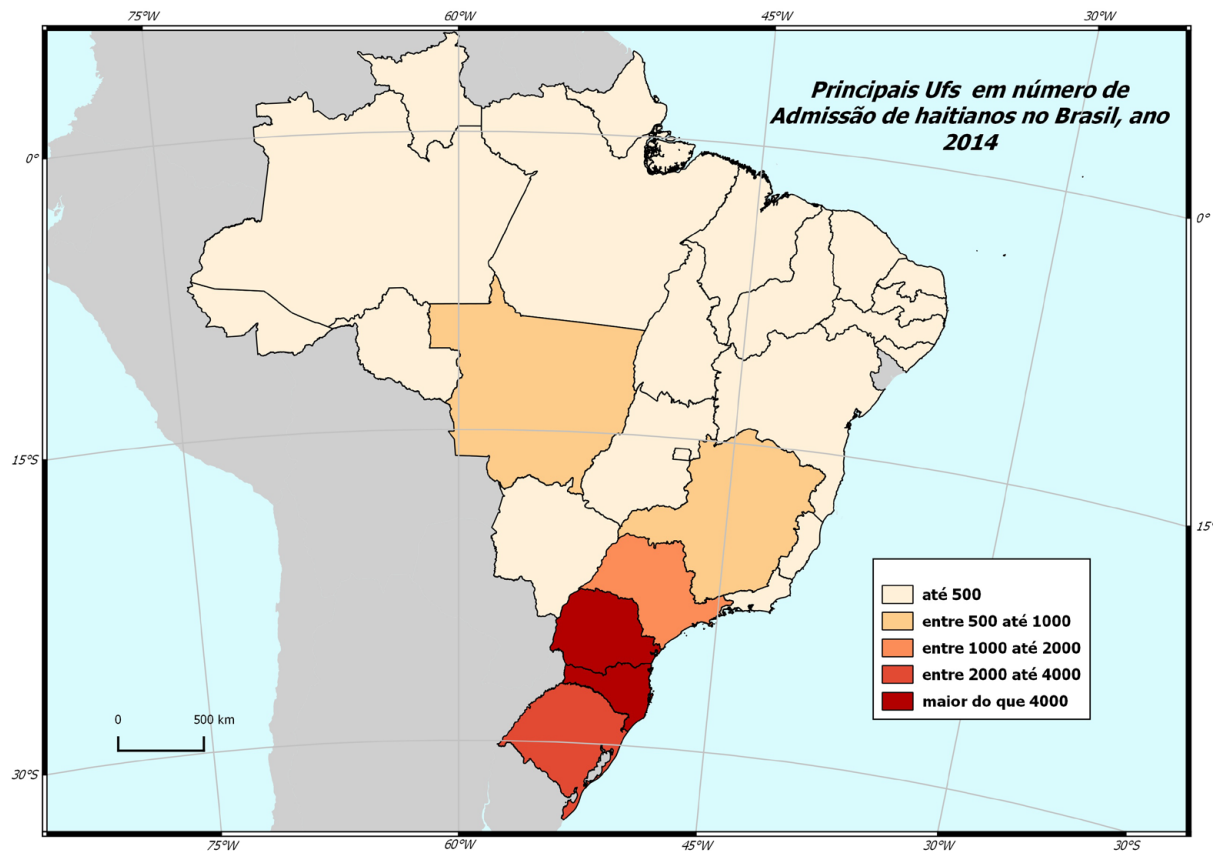 75°W 60°W 45°W 30°W
Principais Ufs em número de
Admissão de haitianos no Brasil, ano
2014
0°
0°
15°S
15°
até 500
entre 500 até 1000
entre 1000 até 2000
entre 2000 até 4000
maior do que 4000
0 500 km
30°S
75°W 60°W 45°W 30°W 30°S